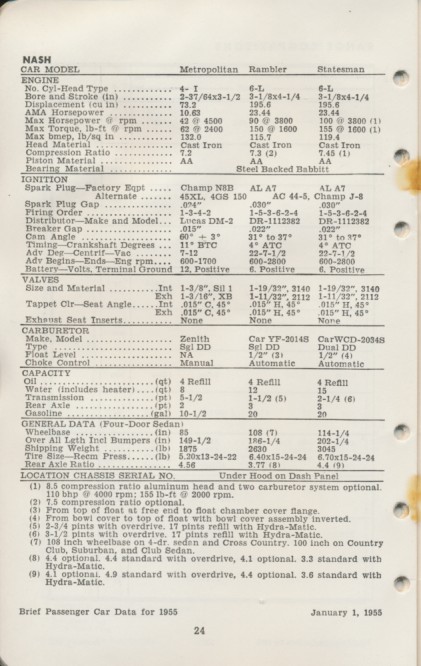 NASH
CAR MODEL Metropolitan Rambler Statesman
ENGINE
No. Cyl-Head Type ............ 4- I 6-L 6-L
Bore and Stroke (in) .......... 2-37/64x3-1/2 3-1/8x4-1/4 3-1/8x4-1/4
Displacement (cu in) ........... 73.2 195.6 195.6
AMA Horsepower ............. 10.63 23.44 23.44
Max Horsepower @ rpm ...... 42 @ 4500 90 @ 3800 100 @ 3800 (1)
Max Torque, lb-ft @ rpm ...... 62 @ 2400 150 @ 1600 155 @ 1600 (1)
Max bmep, lb/sq in ........... 132.0 115.7 119.4
Head Material ................ Cast Iron Cast Iron Cast Iron
Compression Ratio ........... 7.2 7.3 (2) 7.45 (1)
Piston Material .............. AA AA AA
Bearing Material ............. Steel Backed Babbitt
IGNITION
Spark Plug—Factory Eqpt ..... Champ N8B AL A7 AL A7
Alternate ....... 45XL, 4GS 150 AC 44-5, Champ J-8
Spark Plug Gap .............. .024" .030" .030"
Firing Order ................. 1-3-4-2 1-5-3-6-2-4 1-5-3-6-2-4
Distributor—Make and Model... Lucas DM-2 DR-1112382 DR-1112382
Breaker Gap ................. .015" .022" .022"
Cam Angle .................. 60° + 3° 31° to 37° 31° to 37°
Timing—Crankshaft Degrees .. 11° BTC 4° ATC 4° ATC
Adv Deg—Centrif—Vac ....... 7-12 22-7-1/2 22-7-1/2
Adv Begins—Ends—Eng rpm... 600-1700 600-2800 600-2800
Battery—Volts, Terminal Ground 12, Positive 6, Positive 6, Positive
VALVES
Size and Material ...........Int 1-3/8", Sil 1 1-19/32", 3140 1-19/32", 3140
Exh 1-3/16", XB 1-11/32", 2112 1-11/32", 2112
Tappet Clr—Seat Angle......Int .015" C, 45° .015" H, 45° .015" H, 45°
Exh .015" C, 45° .015" H, 45° .015" H, 45°
Exhaust Seat Inserts........... None None None
CARBURETOR
Make, Model ................. Zenith Car YF-2014S CarWCD-2034S
Type ........................ Sgl DD Sgl DD Dual DD
Float Level .................. NA 1/2" (3) 1/2" (4)
Choke Control ............... Manual Automatic Automatic
CAPACITY
Oil .........................(qt) 4 Refill 4 Refill 4 Refill
Water (includes heater).....(qt) 8 12 15
Transmission ...............(pt) 5-1/2 1-1/2 (5) 2-1/4 (6)
Rear Axle ..................(pt) 2 3 3
Gasoline ...................(gal) 10-1/2 20 20
GENERAL DATA (Four-Door Sedan)
Wheelbase .................(in) 85 108 (7) 114-1/4
Over All Lgth Incl Bumpers (in) 149-1/2 186-1/4 202-1/4
Shipping Weight ...........(lb) 1875 2630 3045
Tire Size—Recm Press......(lb) 5.20x13-24-22 6.40x15-24-24 6.70x15-24-24
Rear Axle Ratio .............. 4.56 3.77 (8) 4.4 (9)
LOCATION CHASSIS SERIAL NO. Under Hood on Dash Panel
(1) 8.5 compression ratio aluminum head and two carburetor system optional.
110 bhp @ 4000 rpm; 155 lb-ft @ 2000 rpm.
(2) 7.5 compression ratio optional.
(3) From top of float at free end to float chamber cover flange.
(4) From bowl cover to top of float with bowl cover assembly inverted.
(5) 2-3/4 pints with overdrive. 17 pints refill with Hydra-Matic.
(6) 3-1/2 pints with overdrive. 17 pints refill with Hydra-Matic.
(7) 108 inch wheelbase on 4-dr. sedan and Cross Country. 100 inch on Country
Club, Suburban, and Club Sedan.
(8) 4.4 optional. 4.4 standard with overdrive, 4.1 optional. 3.3 standard with
Hydra-Matic.
(9) 4.1 optional. 4.9 standard with overdrive, 4.4 optional. 3.6 standard with
Hydra-Matic.
Brief Passenger Car Data for 1955 January 1, 1955
24